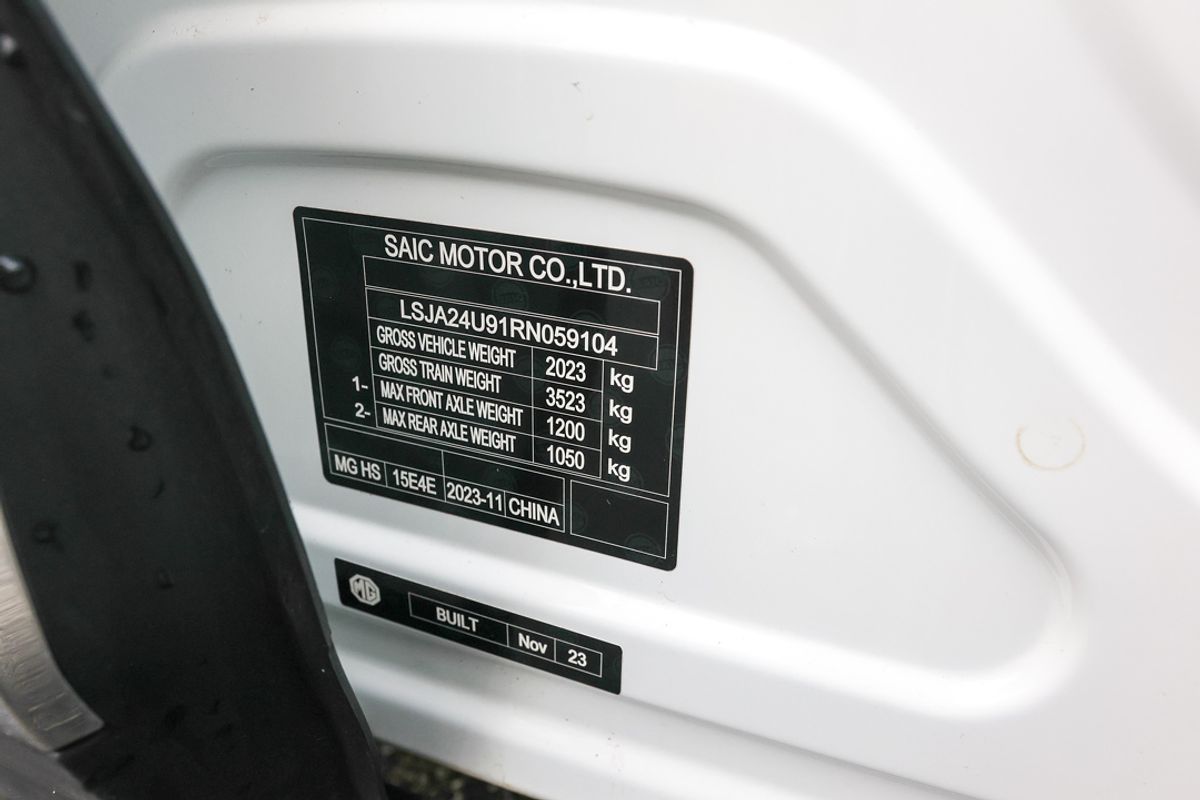 SAIC MOTOR CO.,LTD.
LSJA24U91RN059104
GROSS VEHICLE WEIGHT 2023 kg
GROSS TRAIN WEIGHT 3523 kg
1- MAX FRONT AXLE WEIGHT 1200 kg
2- MAX REAR AXLE WEIGHT 1050 kg
MG HS 15E4E 2023-11 CHINA
MG BUILT Nov 23